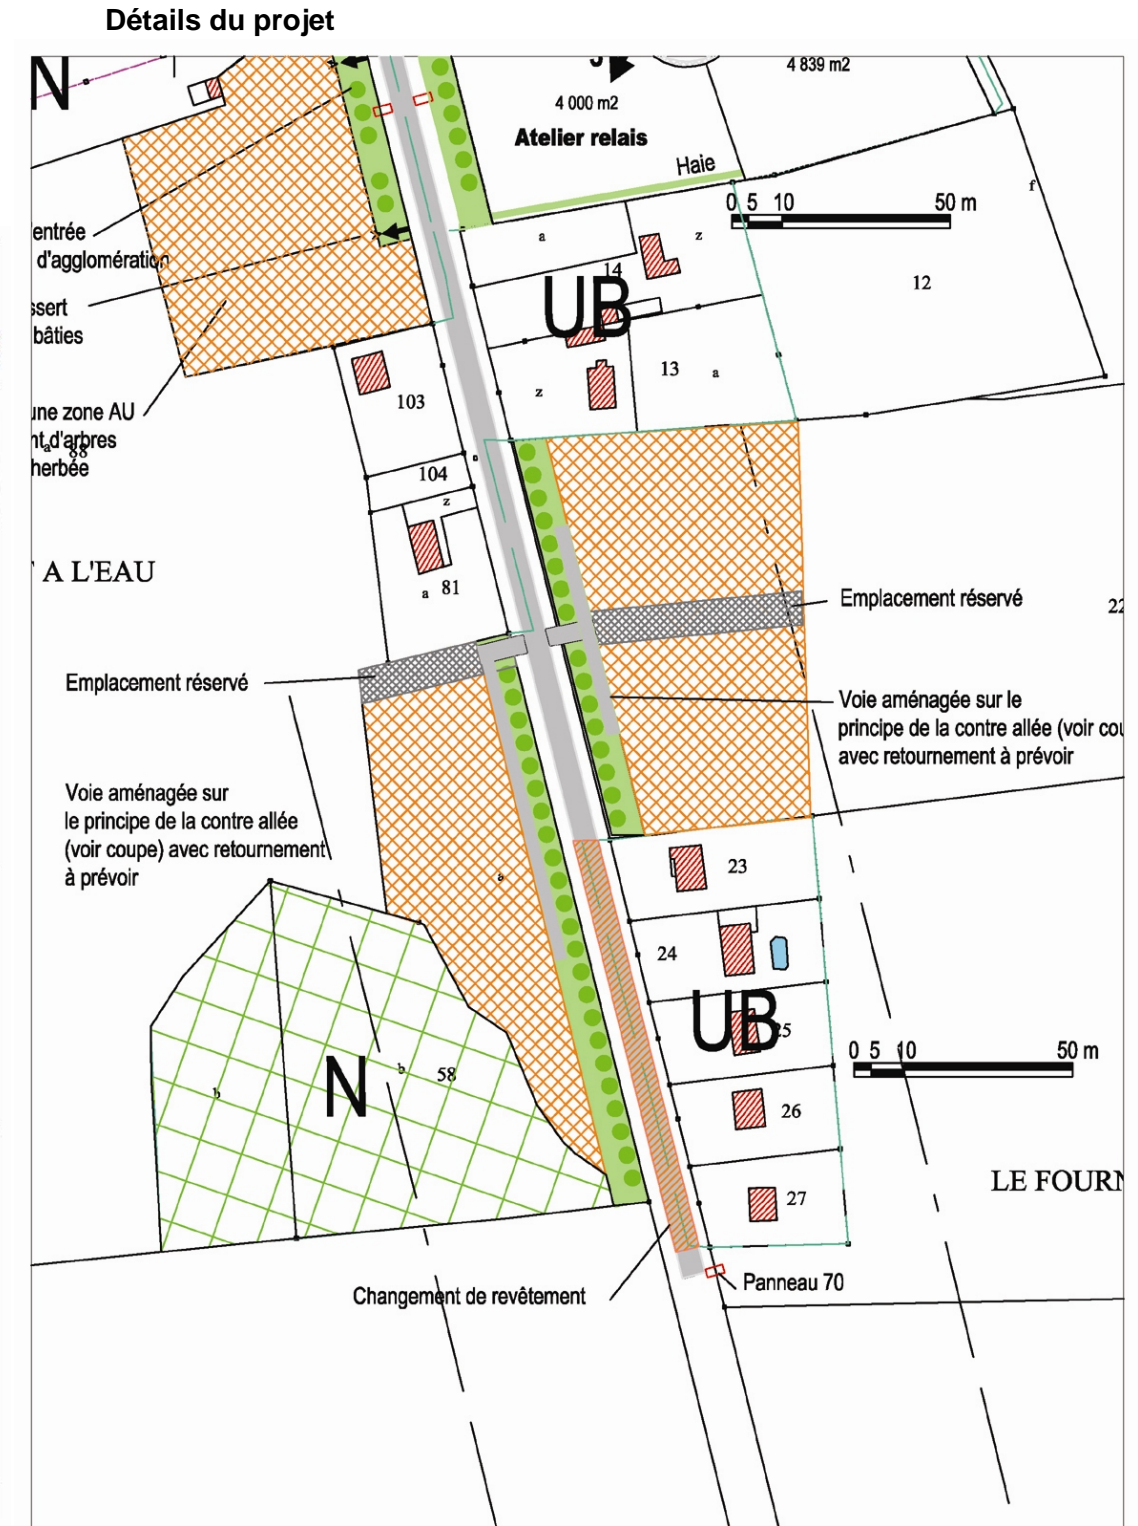 Détails du projet
N
4 000 m2
4 839 m2
Atelier relais
Haie
0 5 10 50 m
f
entrée
d'agglomération
a
z
14
UB
12
ssert
bâties
z
13
a
103
une zone AU
nt d'arbres
a 88
herbée
104
z
' A L'EAU
a 81
Emplacement réservé
22
Emplacement réservé
Voie aménagée sur le
principe de la contre allée (voir cou
avec retournement à prévoir
Voie aménagée sur
le principe de la contre allée
(voir coupe) avec retournement
à prévoir
a
23
24
UB
25
0 5 10 50 m
N
b
58
b
26
27
LE FOURN
Changement de revêtement
Panneau 70